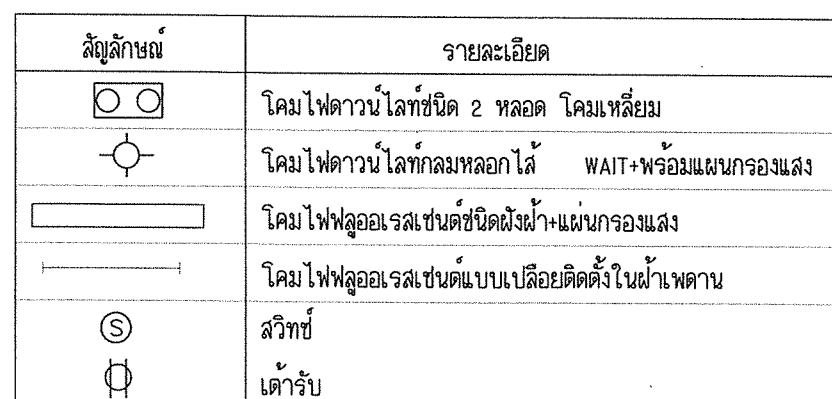 สัญลักษณ์ รายละเอียด
โคมไฟดาวน์ไลท์ชนิด 2 หลอด โคมเหลี่ยม
โคมไฟดาวน์ไลท์กลมหลอกไส้ WAIT+พร้อมแผนกรองแสง
โคมไฟฟลูออเรสเซนด์ชนิดฝังฝ้า+แผ่นกรองแสง
โคมไฟฟลูออเรสเซนด์แบบเปลือยติดตั้งในฝ้าเพดาน
S สวิทซ์
เต้ารับ